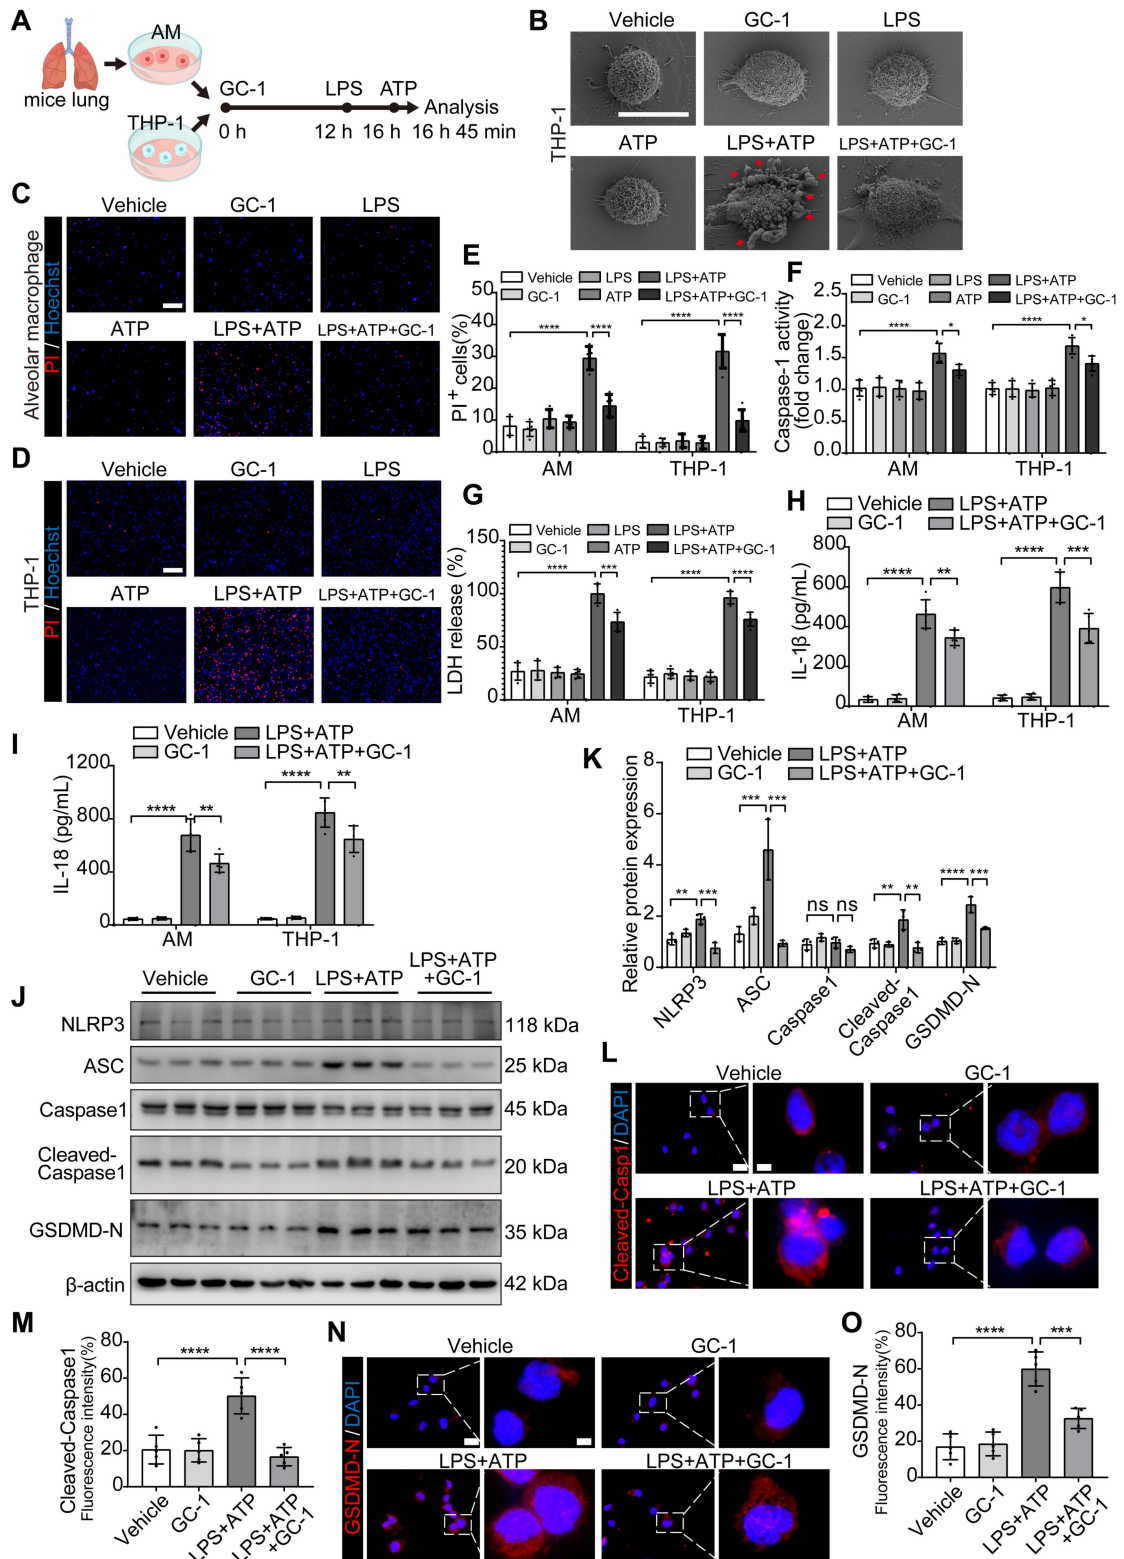 A
AM
mice lung
THP-1
GC-1
LPS
ATP
Analysis
0 h
12 h
16 h
16 h 45 min
B
Vehicle
GC-1
LPS
THP-1
ATP
LPS+ATP
LPS+ATP+GC-1
C
Vehicle
GC-1
LPS
Alveolar macrophage
PI / Hoechst
ATP
LPS+ATP
LPS+ATP+GC-1
D
Vehicle
GC-1
LPS
THP-1
PI / Hoechst
ATP
LPS+ATP
LPS+ATP+GC-1
E
Vehicle
LPS
LPS+ATP
GC-1
ATP
LPS+ATP+GC-1
PI+ cells(%)
50
40
30
20
10
0
****
****
****
****
AM
THP-1
F
Vehicle
LPS
LPS+ATP
GC-1
ATP
LPS+ATP+GC-1
Caspase-1 activity
(fold change)
2.5
2.0
1.5
1.0
0.5
0.0
****
*
****
*
AM
THP-1
G
Vehicle
LPS
LPS+ATP
GC-1
ATP
LPS+ATP+GC-1
LDH release (%)
150
100
50
0
****
***
****
****
AM
THP-1
H
Vehicle
LPS+ATP
GC-1
LPS+ATP+GC-1
IL-1β (pg/mL)
800
600
400
200
0
****
**
****
***
AM
THP-1
I
Vehicle
LPS+ATP
GC-1
LPS+ATP+GC-1
IL-18 (pg/mL)
1200
800
400
0
****
**
****
**
AM
THP-1
J
Vehicle
GC-1
LPS+ATP
LPS+ATP
+GC-1
NLRP3
118 kDa
ASC
25 kDa
Caspase1
45 kDa
Cleaved-
Caspase1
20 kDa
GSDMD-N
35 kDa
β-actin
42 kDa
K
Vehicle
LPS+ATP
GC-1
LPS+ATP+GC-1
Relative protein expression
8
6
4
2
0
**
***
***
***
ns
ns
**
**
****
***
NLRP3
ASC
Caspase1
Cleaved-
Caspase1
GSDMD-N
L
Vehicle
GC-1
Cleaved-Casp1/DAPI
LPS+ATP
LPS+ATP+GC-1
M
Cleaved-Caspase1
Fluorescence intensity(%)
80
60
40
20
0
****
****
Vehicle
GC-1
LPS+ATP
LPS+ATP
+GC-1
N
Vehicle
GC-1
GSDMD-N / DAPI
LPS+ATP
LPS+ATP+GC-1
O
GSDMD-N
Fluorescence intensity(%)
80
60
40
20
0
****
***
Vehicle
GC-1
LPS+ATP
LPS+ATP
+GC-1